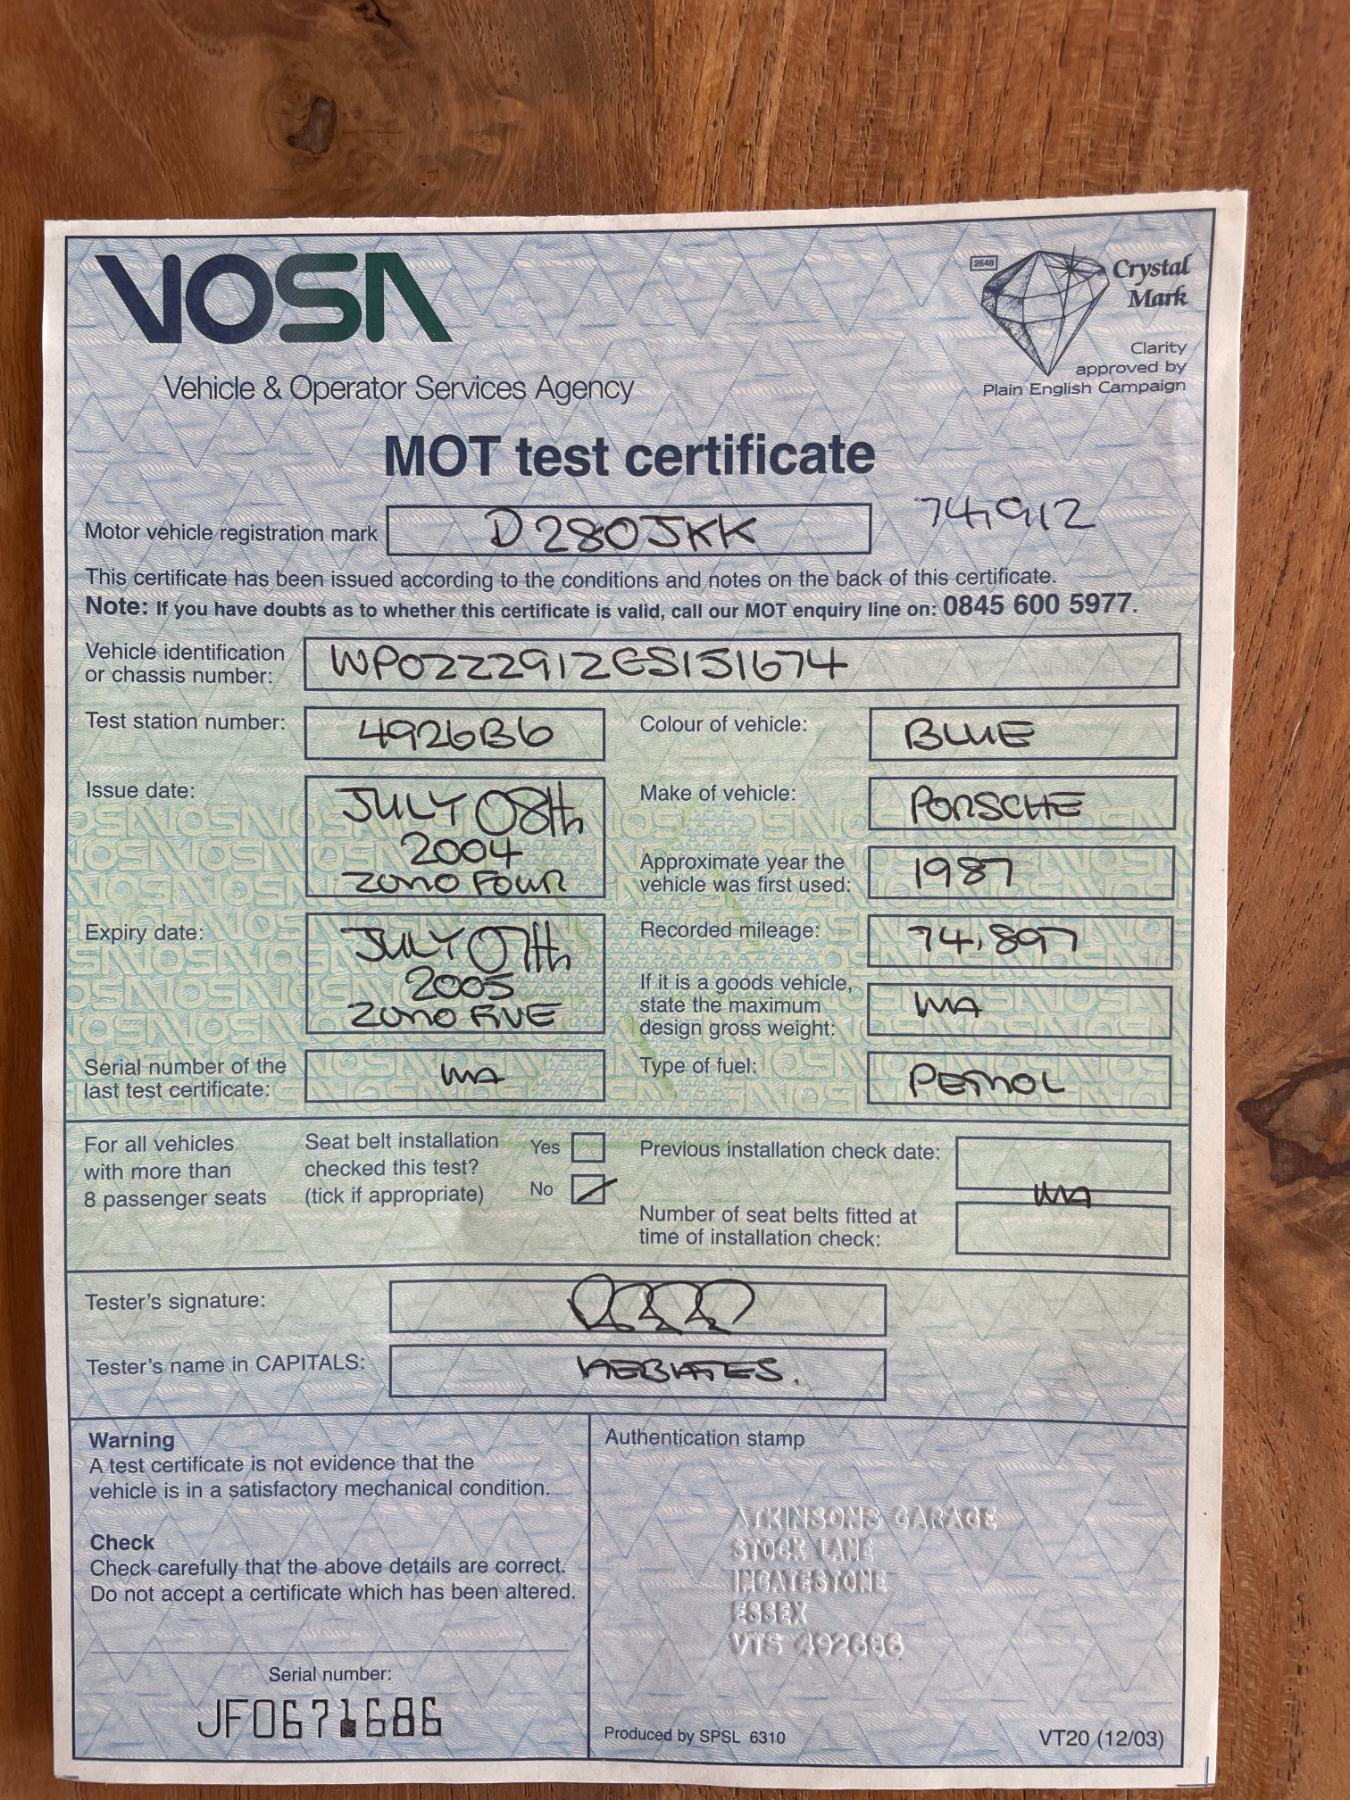 VOSA
Vehicle & Operator Services Agency
2648
Crystal
Mark
Clarity
approved by
Plain English Campaign
MOT test certificate
74,912
Motor vehicle registration mark D280JKK
This certificate has been issued according to the conditions and notes on the back of this certificate.
Note: If you have doubts as to whether this certificate is valid, call our MOT enquiry line on: 0845 600 5977.
Vehicle identification
or chassis number: WP0ZZZ91ZES151674
Test station number: 4926B6
Colour of vehicle: BLUE
Issue date: JULY 08th
2004
ZERO FOUR
Make of vehicle: PORSCHE
Approximate year the
vehicle was first used: 1987
Expiry date: JULY 07th
2005
ZERO FIVE
Recorded mileage: 74,897
If it is a goods vehicle,
state the maximum
design gross weight: N/A
Serial number of the
last test certificate: N/A
Type of fuel: PETROL
For all vehicles
with more than
8 passenger seats
Seat belt installation
checked this test?
(tick if appropriate)
Yes
No
Previous installation check date:
N/A
Number of seat belts fitted at
time of installation check:
Tester's signature:
Tester's name in CAPITALS:
Warning
A test certificate is not evidence that the
vehicle is in a satisfactory mechanical condition.
Check
Check carefully that the above details are correct.
Do not accept a certificate which has been altered.
Serial number:
JF0671686
Authentication stamp
ATKINSONS GARAGE
STOCK LANE
INGATESTONE
ESSEX
VTS 4926B6
Produced by SPSL 6310
VT20 (12/03)